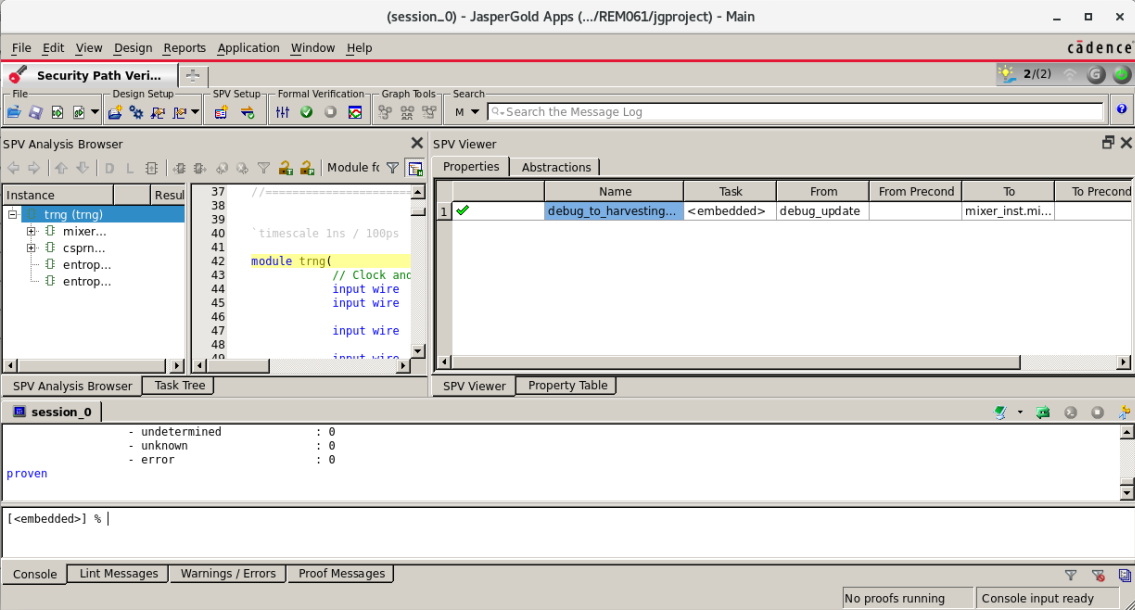 (session_0) - JasperGold Apps (.../REM061/jgproject) - Main
File Edit View Design Reports Application Window Help
cādence
Security Path Veri...
2/(2)
G
File
Design Setup
SPV Setup
Formal Verification
Graph Tools
Search
M
Search the Message Log
SPV Analysis Browser
SPV Viewer
D L
Module fo
Properties
Abstractions
Instance
Resul
trng (trng)
mixer...
csprn...
entrop...
entrop...
37 //======================
38
39
40 `timescale 1ns / 100ps
41
42 module trng(
43 // Clock and
44 input wire
45 input wire
46
47 input wire
48
49 input wire
Name Task From From Precond To To Precond
1 debug_to_harvesting... <embedded> debug_update mixer_inst.mi...
SPV Analysis Browser
Task Tree
SPV Viewer
Property Table
session_0
- undetermined : 0
- unknown : 0
- error : 0
proven
[<embedded>] %
Console
Lint Messages
Warnings / Errors
Proof Messages
No proofs running
Console input ready